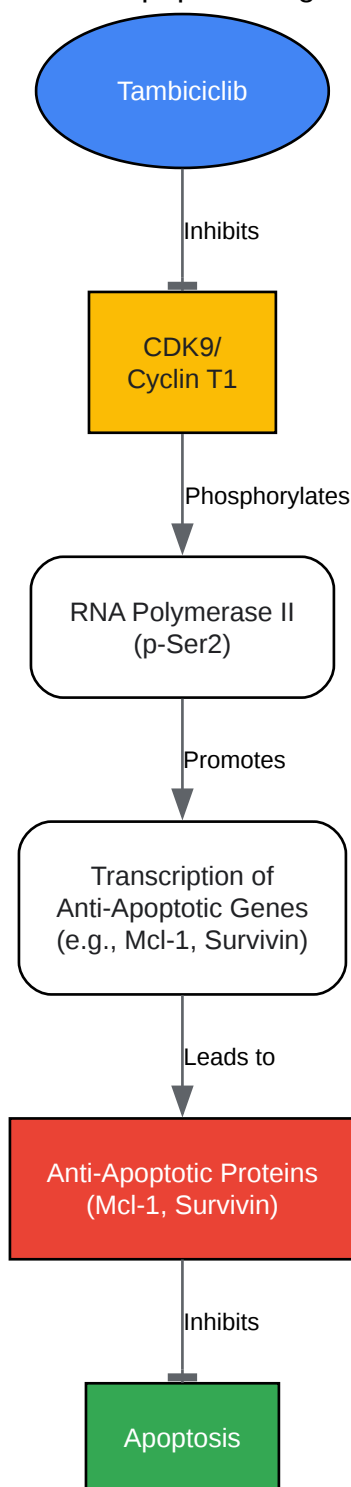 Tambiciclib
Inhibits
CDK9/
Cyclin T1
Phosphorylates
RNA Polymerase II
(p-Ser2)
Promotes
Transcription of
Anti-Apoptotic Genes
(e.g., Mcl-1, Survivin)
Leads to
Anti-Apoptotic Proteins
(Mcl-1, Survivin)
Inhibits
Apoptosis